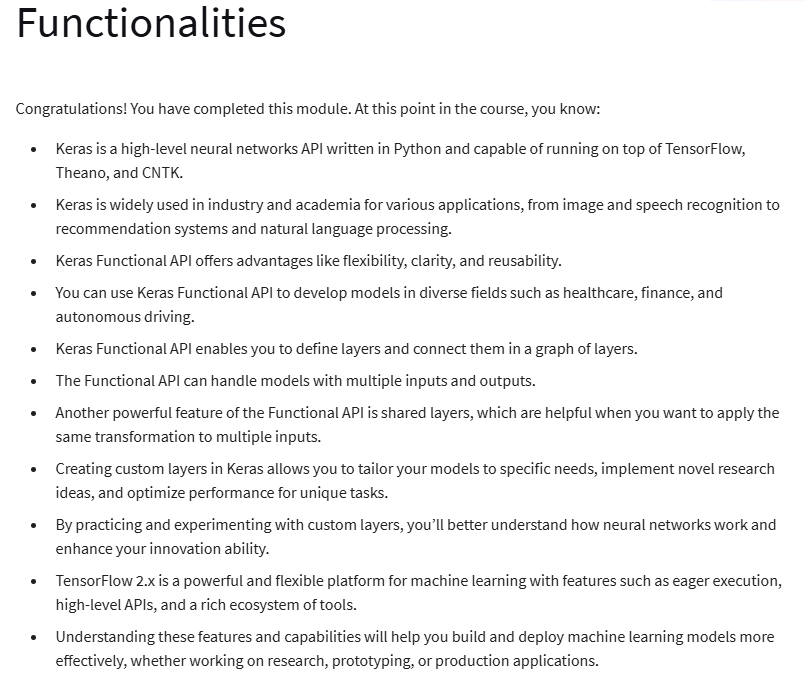 Functionalities
Congratulations! You have completed this module. At this point in the course, you know:
• Keras is a high-level neural networks API written in Python and capable of running on top of TensorFlow,
Theano, and CNTK.
• Keras is widely used in industry and academia for various applications, from image and speech recognition to
recommendation systems and natural language processing.
• Keras Functional API offers advantages like flexibility, clarity, and reusability.
• You can use Keras Functional API to develop models in diverse fields such as healthcare, finance, and
autonomous driving.
• Keras Functional API enables you to define layers and connect them in a graph of layers.
• The Functional API can handle models with multiple inputs and outputs.
• Another powerful feature of the Functional API is shared layers, which are helpful when you want to apply the
same transformation to multiple inputs.
• Creating custom layers in Keras allows you to tailor your models to specific needs, implement novel research
ideas, and optimize performance for unique tasks.
• By practicing and experimenting with custom layers, you’ll better understand how neural networks work and
enhance your innovation ability.
• TensorFlow 2.x is a powerful and flexible platform for machine learning with features such as eager execution,
high-level APIs, and a rich ecosystem of tools.
• Understanding these features and capabilities will help you build and deploy machine learning models more
effectively, whether working on research, prototyping, or production applications.